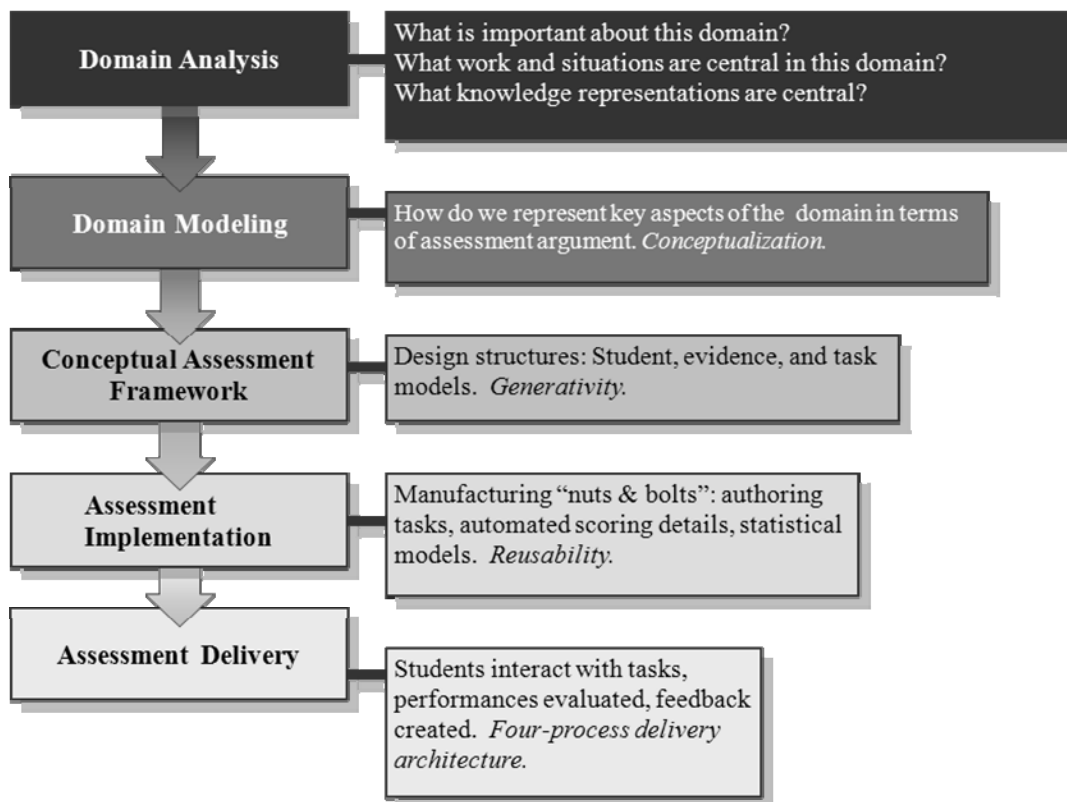 Domain Analysis
What is important about this domain?
What work and situations are central in this domain?
What knowledge representations are central?
Domain Modeling
How do we represent key aspects of the domain in terms
of assessment argument. Conceptualization.
Conceptual Assessment
Framework
Design structures: Student, evidence, and task
models. Generativity.
Assessment
Implementation
Manufacturing “nuts & bolts”: authoring
tasks, automated scoring details, statistical
models. Reusability.
Assessment Delivery
Students interact with tasks,
performances evaluated, feedback
created. Four-process delivery
architecture.